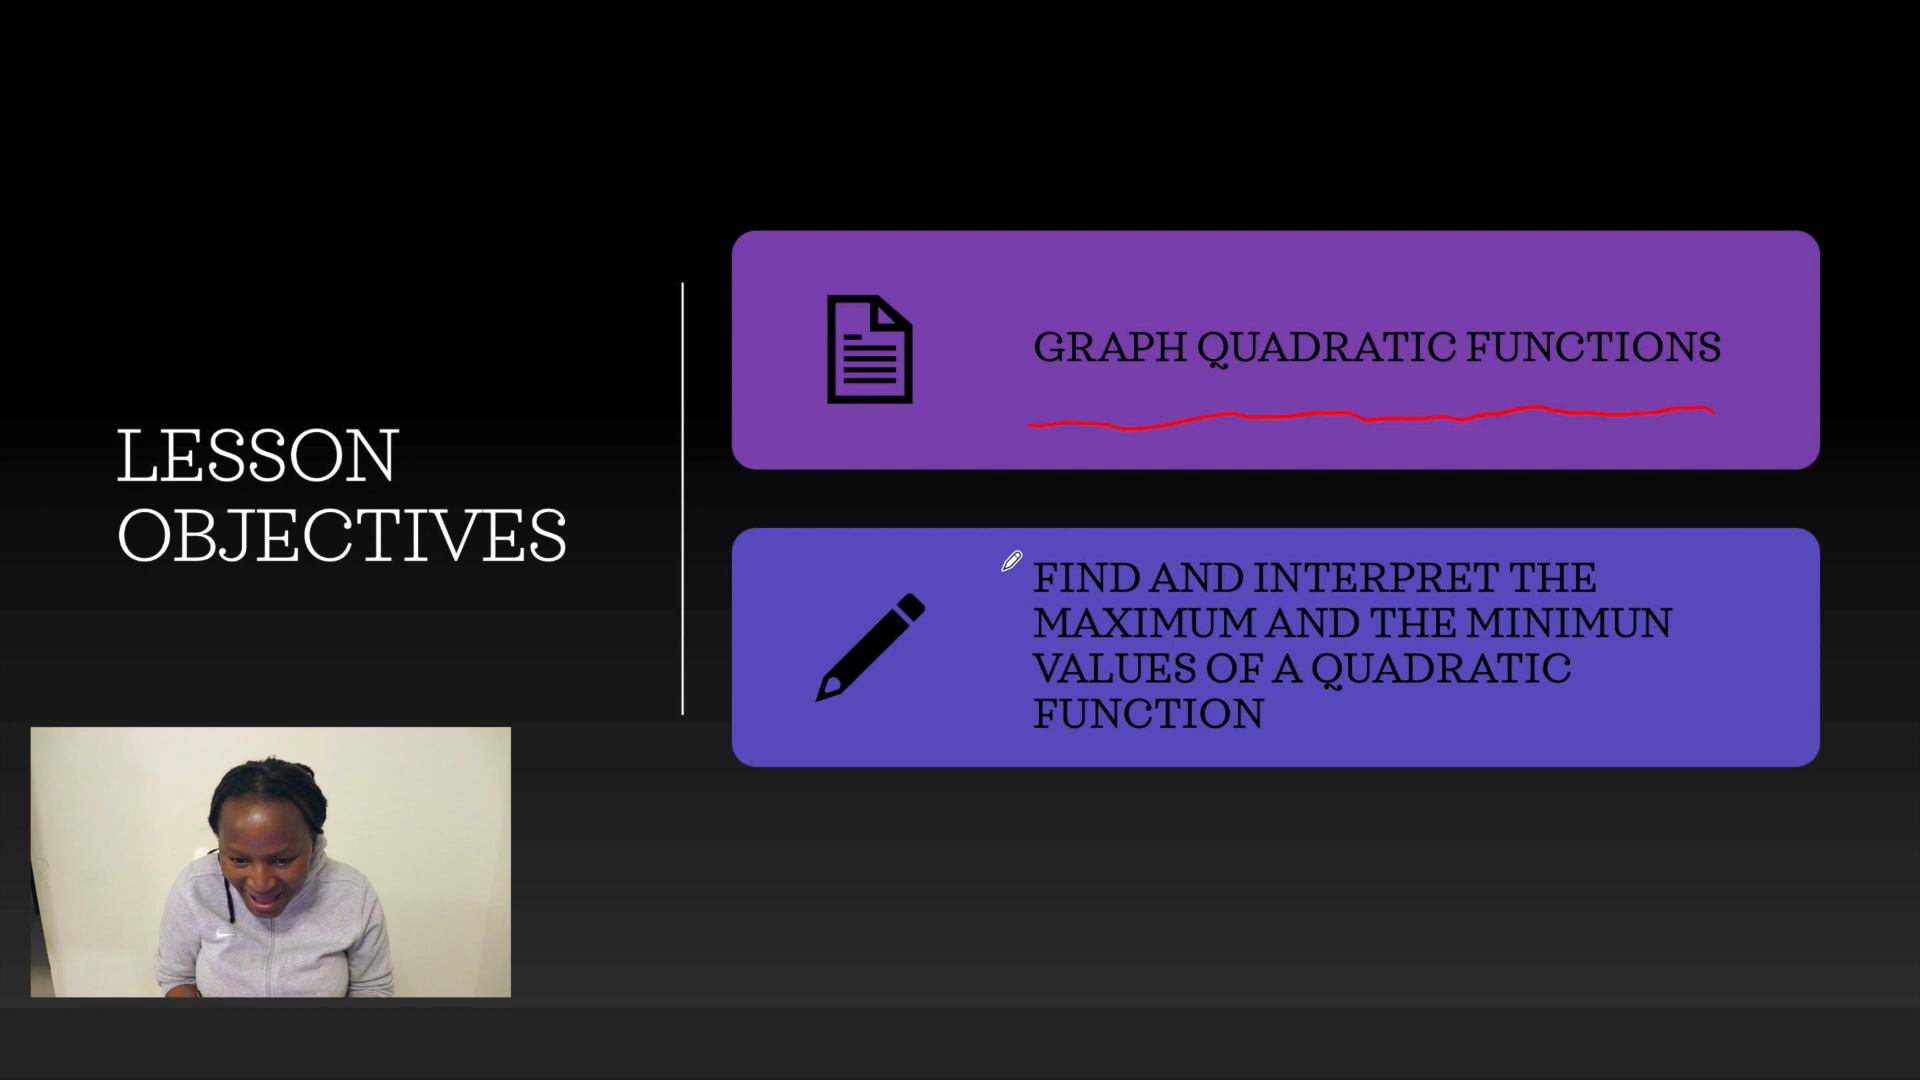 LESSON
OBJECTIVES
GRAPH QUADRATIC FUNCTIONS
FIND AND INTERPRET THE
MAXIMUM AND THE MINIMUN
VALUES OF A QUADRATIC
FUNCTION